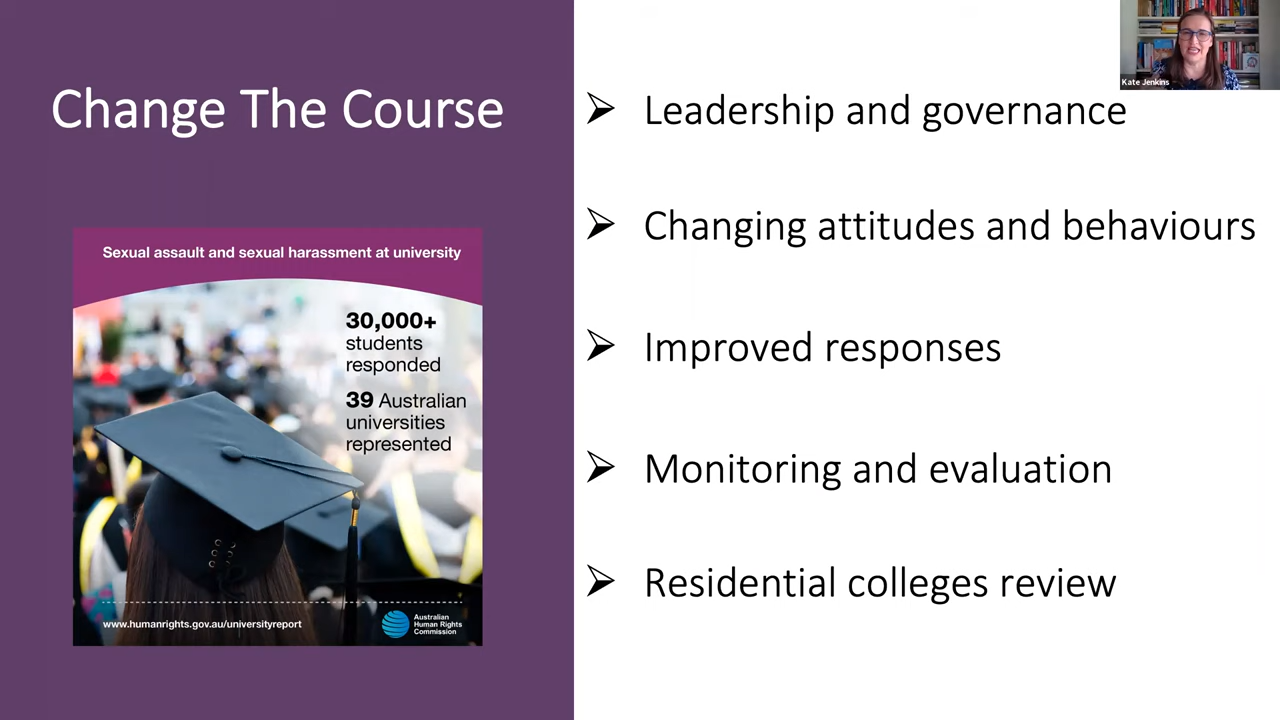 Change The Course
Sexual assault and sexual harassment at university
30,000+
students
responded
39 Australian
universities
represented
www.humanrights.gov.au/universityreport
Australian
Human Rights
Commission
Leadership and governance
Changing attitudes and behaviours
Improved responses
Monitoring and evaluation
Residential colleges review
Kate Jenkins